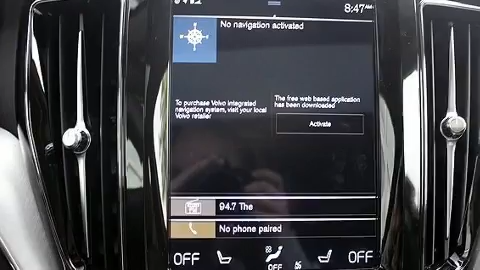 8:47 AM
No navigation activated
To purchase Volvo integrated
navigation system, visit your local
Volvo retailer
The free web based application
has been downloaded
Activate
94.7 The
No phone paired
OFF
OFF
OFF